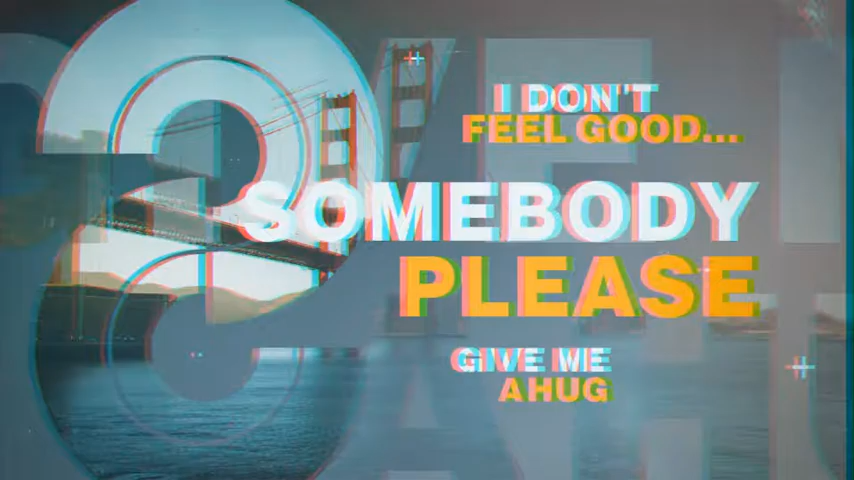 I DON'T
FEEL GOOD...
SOMEBODY
PLEASE
GIVE ME
A HUG